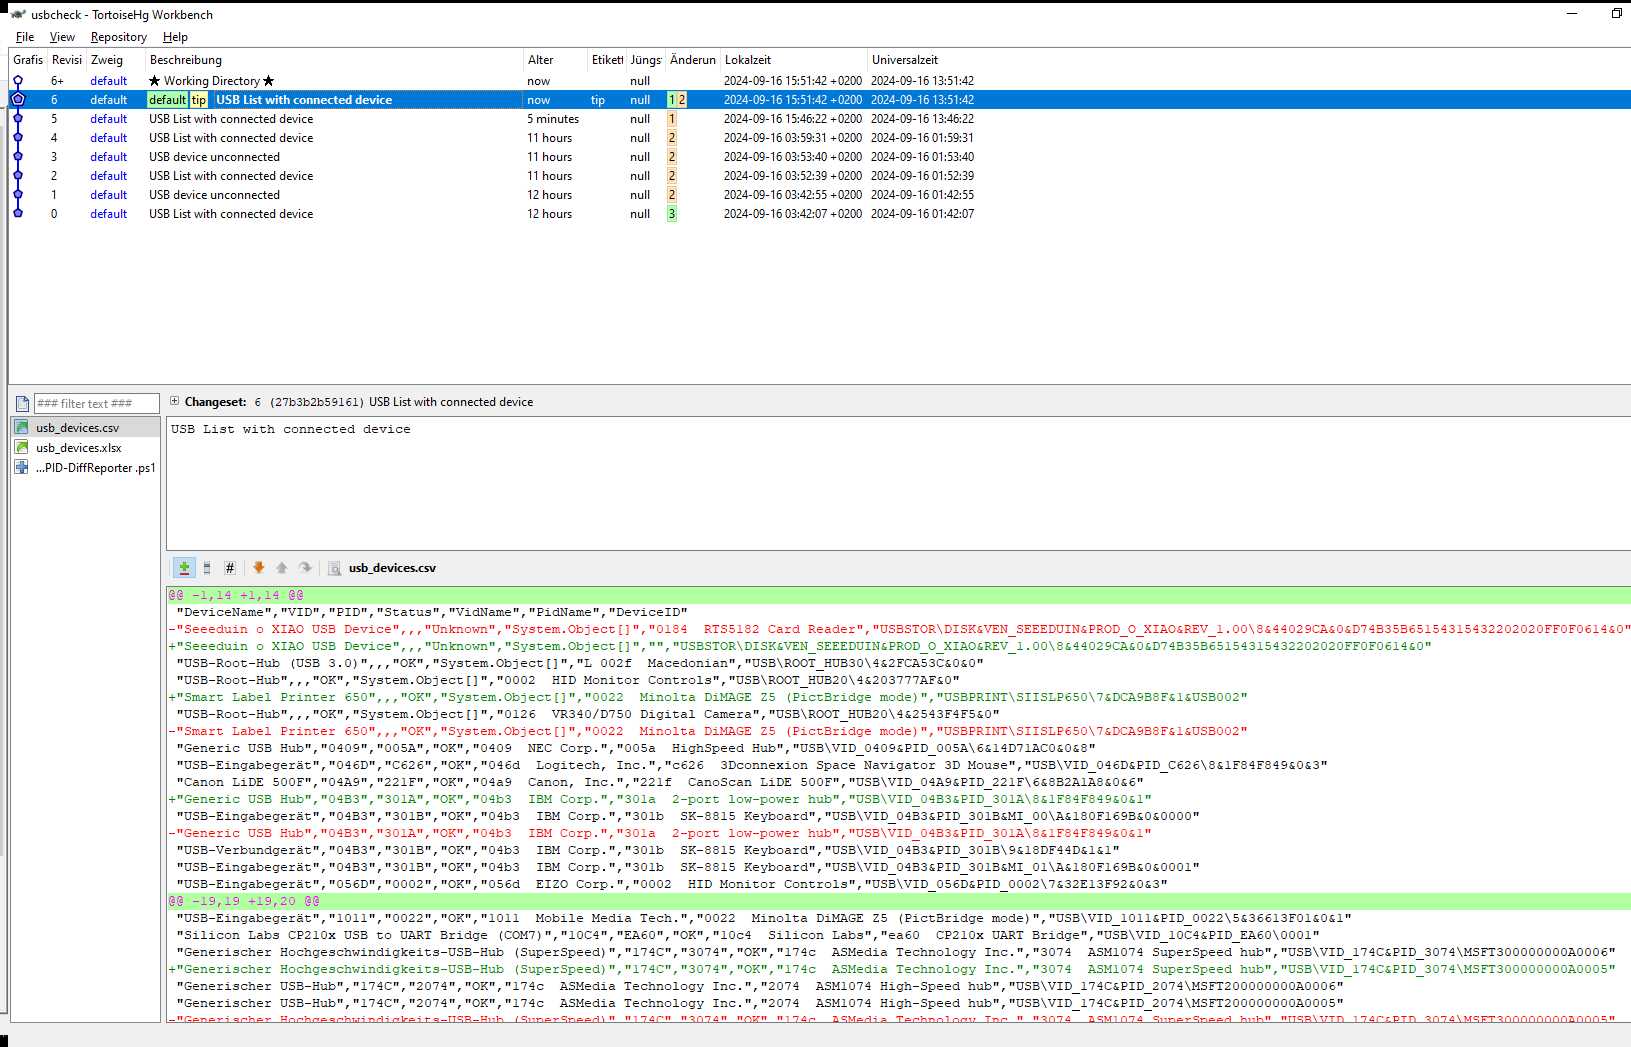 usbcheck - TortoiseHg Workbench
File View Repository Help
Grafis Revisi Zweig Beschreibung Alter Etikett Jüngs Änderun Lokalzeit Universalzeit
6+ default ★ Working Directory ★ now null 2024-09-16 15:51:42 +0200 2024-09-16 13:51:42
6 default default tip USB List with connected device now tip null 1 2 2024-09-16 15:51:42 +0200 2024-09-16 13:51:42
5 default USB List with connected device 5 minutes null 1 2024-09-16 15:46:22 +0200 2024-09-16 13:46:22
4 default USB List with connected device 11 hours null 2 2024-09-16 03:59:31 +0200 2024-09-16 01:59:31
3 default USB device unconnected 11 hours null 2 2024-09-16 03:53:40 +0200 2024-09-16 01:53:40
2 default USB List with connected device 11 hours null 2 2024-09-16 03:52:39 +0200 2024-09-16 01:52:39
1 default USB device unconnected 12 hours null 2 2024-09-16 03:42:55 +0200 2024-09-16 01:42:55
0 default USB List with connected device 12 hours null 3 2024-09-16 03:42:07 +0200 2024-09-16 01:42:07
### filter text ###
usb_devices.csv
usb_devices.xlsx
...PID-DiffReporter .ps1
Changeset: 6 (27b3b2b59161) USB List with connected device
USB List with connected device
# usb_devices.csv
@@ -1,14 +1,14 @@
"DeviceName","VID","PID","Status","VidName","PidName","DeviceID"
-"Seeeduin o XIAO USB Device",,,"Unknown","System.Object[]","0184  RTS5182 Card Reader","USBSTOR\DISK&VEN_SEEEDUIN&PROD_O_XIAO&REV_1.00\8&44029CA&0&D74B35B65154315432202020FF0F0614&0"
+"Seeeduin o XIAO USB Device",,,"Unknown","System.Object[]","","USBSTOR\DISK&VEN_SEEEDUIN&PROD_O_XIAO&REV_1.00\8&44029CA&0&D74B35B65154315432202020FF0F0614&0"
"USB-Root-Hub (USB 3.0)",,,"OK","System.Object[]","L 002f  Macedonian","USB\ROOT_HUB30\4&2FCA53C&0&0"
"USB-Root-Hub",,,"OK","System.Object[]","0002  HID Monitor Controls","USB\ROOT_HUB20\4&203777AF&0"
+"Smart Label Printer 650",,,"OK","System.Object[]","0022  Minolta DiMAGE Z5 (PictBridge mode)","USBPRINT\SIISLP650\7&DCA9B8F&1&USB002"
"USB-Root-Hub",,,"OK","System.Object[]","0126  VR340/D750 Digital Camera","USB\ROOT_HUB20\4&2543F4F5&0"
-"Smart Label Printer 650",,,"OK","System.Object[]","0022  Minolta DiMAGE Z5 (PictBridge mode)","USBPRINT\SIISLP650\7&DCA9B8F&1&USB002"
"Generic USB Hub","0409","005A","OK","0409  NEC Corp.","005a  HighSpeed Hub","USB\VID_0409&PID_005A\6&14D71AC0&0&8"
"USB-Eingabegerät","046D","C626","OK","046d  Logitech, Inc.","c626  3Dconnexion Space Navigator 3D Mouse","USB\VID_046D&PID_C626\8&1F84F849&0&3"
"Canon LiDE 500F","04A9","221F","OK","04a9  Canon, Inc.","221f  CanoScan LiDE 500F","USB\VID_04A9&PID_221F\6&8B2A1A8&0&6"
+"Generic USB Hub","04B3","301A","OK","04b3  IBM Corp.","301a  2-port low-power hub","USB\VID_04B3&PID_301A\8&1F84F849&0&1"
"USB-Eingabegerät","04B3","301B","OK","04b3  IBM Corp.","301b  SK-8815 Keyboard","USB\VID_04B3&PID_301B&MI_00\A&180F169B&0&0000"
-"Generic USB Hub","04B3","301A","OK","04b3  IBM Corp.","301a  2-port low-power hub","USB\VID_04B3&PID_301A\8&1F84F849&0&1"
"USB-Verbundgerät","04B3","301B","OK","04b3  IBM Corp.","301b  SK-8815 Keyboard","USB\VID_04B3&PID_301B\9&18DF44D&1&1"
"USB-Eingabegerät","04B3","301B","OK","04b3  IBM Corp.","301b  SK-8815 Keyboard","USB\VID_04B3&PID_301B&MI_01\A&180F169B&0&0001"
"USB-Eingabegerät","056D","0002","OK","056d  EIZO Corp.","0002  HID Monitor Controls","USB\VID_056D&PID_0002\7&32E13F92&0&3"
@@ -19,19 +19,20 @@
"USB-Eingabegerät","1011","0022","OK","1011  Mobile Media Tech.","0022  Minolta DiMAGE Z5 (PictBridge mode)","USB\VID_1011&PID_0022\5&36613F01&0&1"
"Silicon Labs CP210x USB to UART Bridge (COM7)","10C4","EA60","OK","10c4  Silicon Labs","ea60  CP210x UART Bridge","USB\VID_10C4&PID_EA60\0001"
"Generischer Hochgeschwindigkeits-USB-Hub (SuperSpeed)","174C","3074","OK","174c  ASMedia Technology Inc.","3074  ASM1074 SuperSpeed hub","USB\VID_174C&PID_3074\MSFT300000000A0006"
+"Generischer Hochgeschwindigkeits-USB-Hub (SuperSpeed)","174C","3074","OK","174c  ASMedia Technology Inc.","3074  ASM1074 SuperSpeed hub","USB\VID_174C&PID_3074\MSFT300000000A0005"
"Generischer USB-Hub","174C","2074","OK","174c  ASMedia Technology Inc.","2074  ASM1074 High-Speed hub","USB\VID_174C&PID_2074\MSFT200000000A0006"
"Generischer USB-Hub","174C","2074","OK","174c  ASMedia Technology Inc.","2074  ASM1074 High-Speed hub","USB\VID_174C&PID_2074\MSFT200000000A0005"
-"Generischer Hochgeschwindigkeits-USB-Hub (SuperSpeed)","174C","3074","OK","174c  ASMedia Technology Inc.","3074  ASM1074 SuperSpeed hub","USB\VID_174C&PID_3074\MSFT300000000A0005"